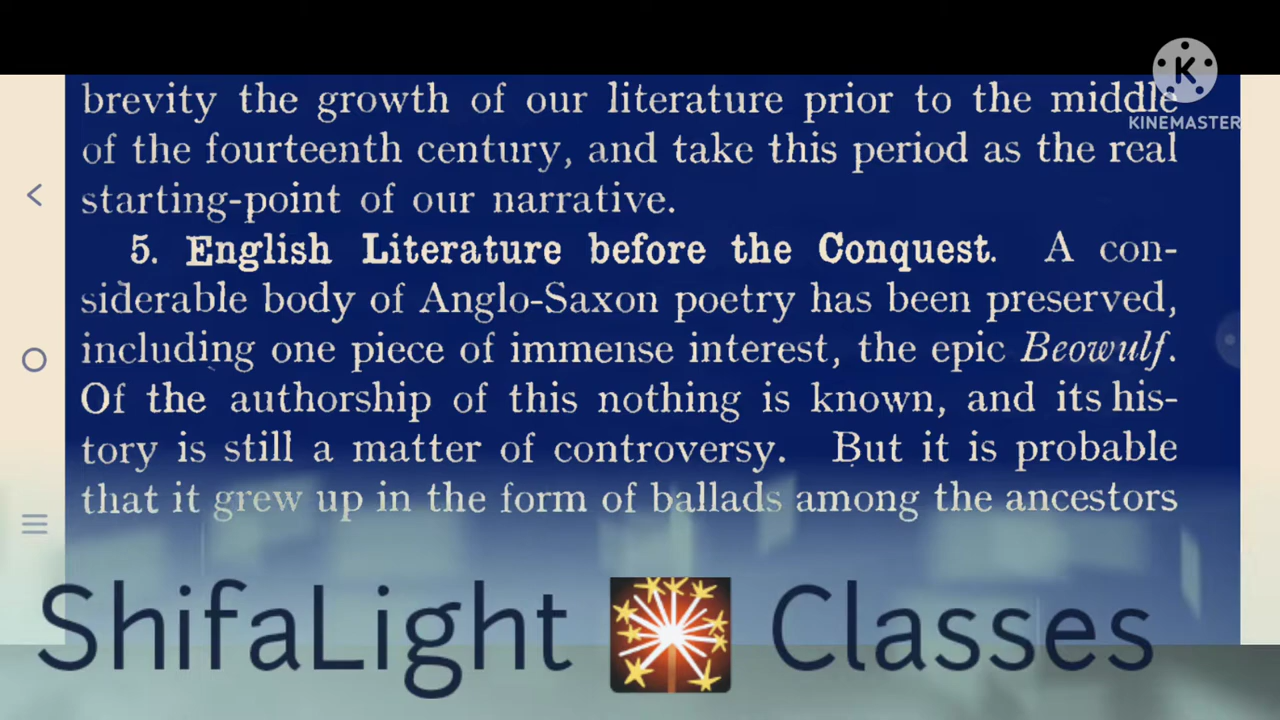 brevity the growth of our literature prior to the middle
of the fourteenth century, and take this period as the real
starting-point of our narrative.
5. English Literature before the Conquest. A con-
siderable body of Anglo-Saxon poetry has been preserved,
including one piece of immense interest, the epic Beowulf.
Of the authorship of this nothing is known, and its his-
tory is still a matter of controversy. But it is probable
that it grew up in the form of ballads among the ancestors
K
KINEMASTER
ShifaLight Classes